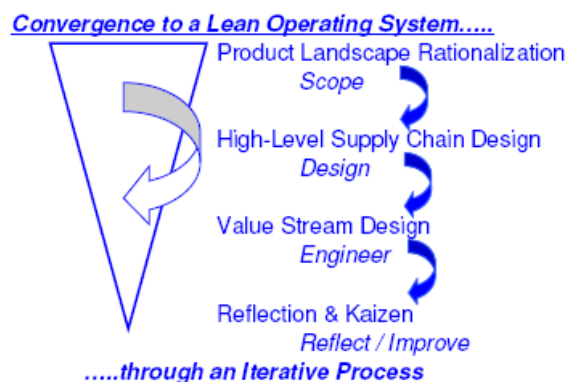 Convergence to a Lean Operating System.....
Product Landscape Rationalization
Scope
High-Level Supply Chain Design
Design
Value Stream Design
Engineer
Reflection & Kaizen
Reflect / Improve
.....through an Iterative Process